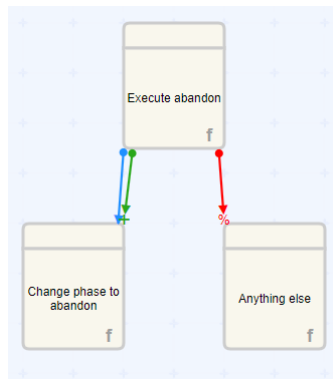 Execute abandon
f
+
%
Change phase to
abandon
f
Anything else
f